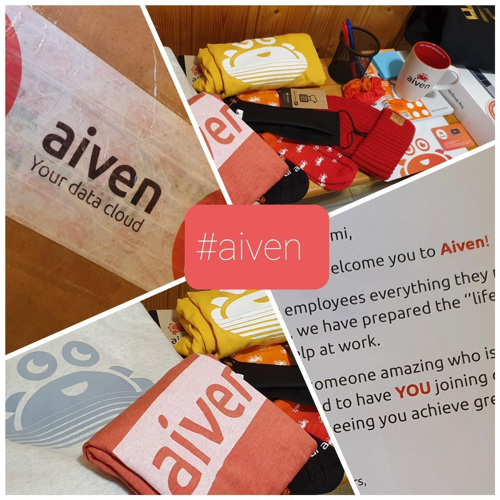 aiven
Your data cloud
aiven
#aiven
mi,
elcome you to Aiven!
employees everything they
we have prepared the "life
lp at work.
omeone amazing who is
d to have YOU joining
eeing you achieve gre
rs,
aiven